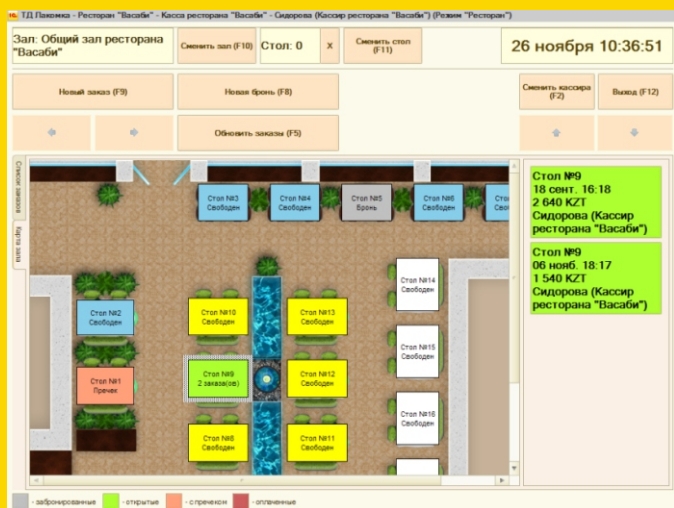 ТД Лакомка - Ресторан "Васаби" - Касса ресторана "Васаби" - Сидорова (Кассир ресторана "Васаби") (Режим "Ресторан")
Зал: Общий зал ресторана
"Васаби"
Сменить зал (F10)
Стол: 0
X
Сменить стол
(F11)
26 ноября 10:36:51
Новый заказ (F9)
Новая бронь (F8)
Сменить кассира
(F2)
Выход (F12)
Обновить заказы (F5)
Список заказов
Карта зала
Стол №3
Свободен
Стол №4
Свободен
Стол №5
Бронь
Стол №6
Свободен
Стол №14
Свободен
Стол №2
Свободен
Стол №10
Свободен
Стол №13
Свободен
Стол №15
Свободен
Стол №1
Пречек
Стол №9
2 заказа(ов)
Стол №12
Свободен
Стол №16
Свободен
Стол №8
Свободен
Стол №11
Свободен
Стол №9
18 сент. 16:18
2 640 KZT
Сидорова (Кассир
ресторана "Васаби")
Стол №9
06 нояб. 18:17
1 540 KZT
Сидорова (Кассир
ресторана "Васаби")
- забронированные
- открытые
- с пречеком
- оплаченные